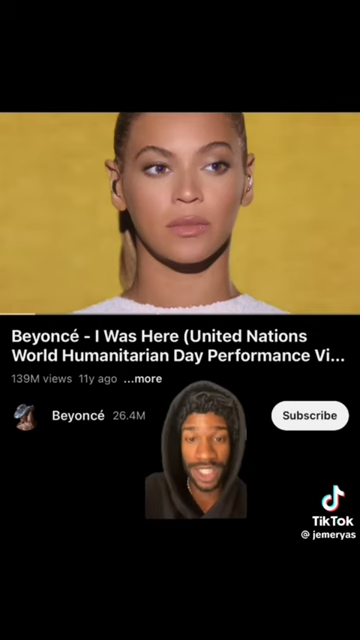 Beyoncé - I Was Here (United Nations
World Humanitarian Day Performance Vi...
139M views 11y ago ...more
Beyoncé 26.4M
Subscribe
TikTok
@ jemeryas